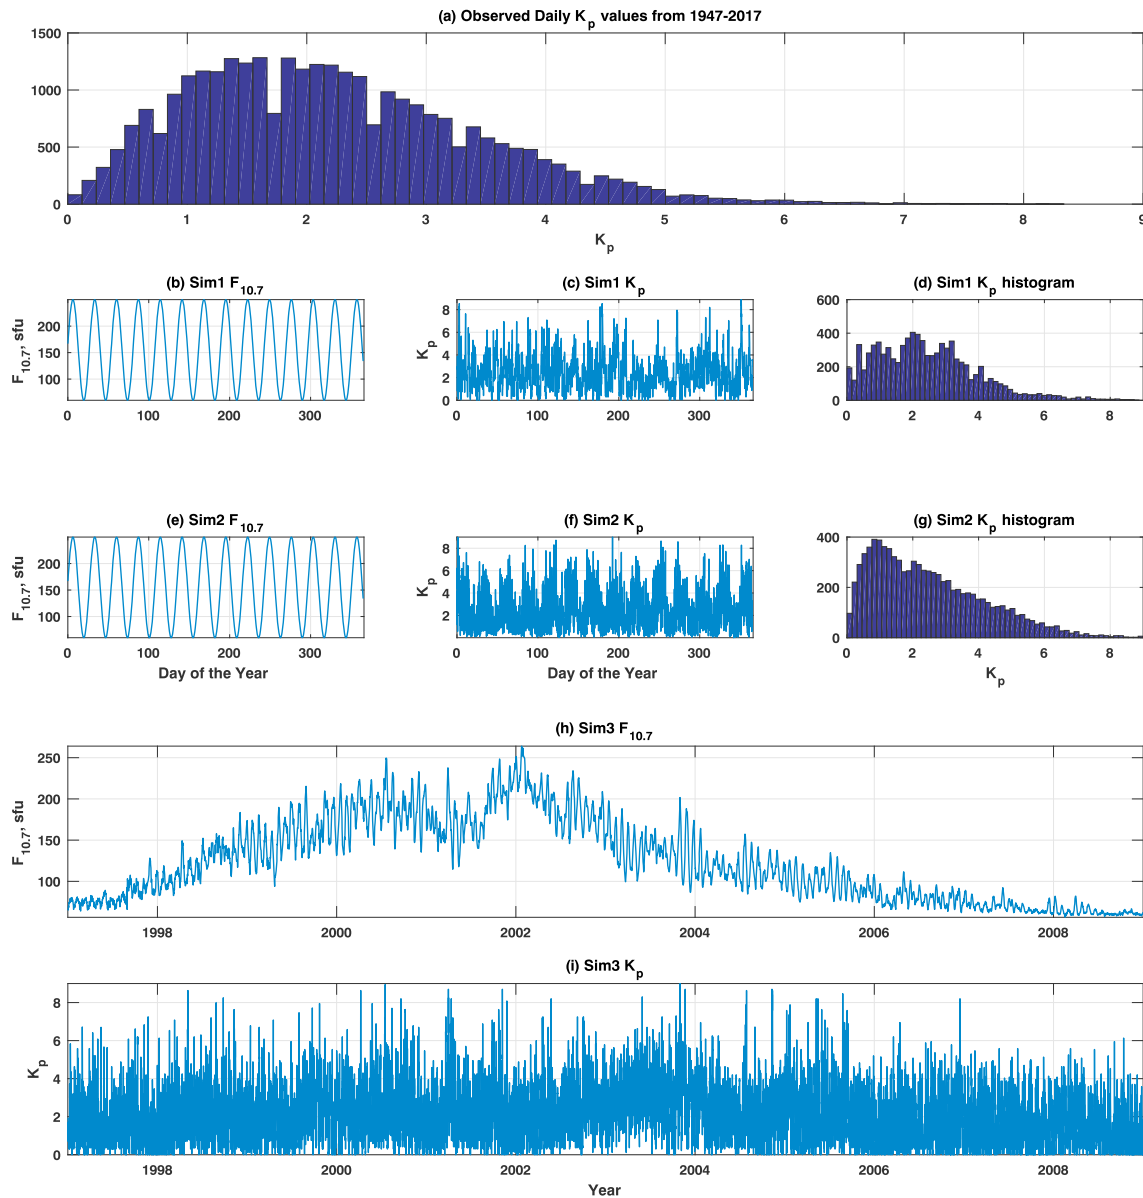 (a) Observed Daily Kp values from 1947-2017
1500
1000
500
0
0 1 2 3 4 5 6 7 8 9
Kp
(b) Sim1 F10.7
F10.7, sfu
200
150
100
0 100 200 300
(c) Sim1 Kp
Kp
8
6
4
2
0
0 100 200 300
(d) Sim1 Kp histogram
600
400
200
0
0 2 4 6 8
(e) Sim2 F10.7
F10.7, sfu
200
150
100
0 100 200 300
Day of the Year
(f) Sim2 Kp
Kp
8
6
4
2
0 100 200 300
Day of the Year
(g) Sim2 Kp histogram
400
200
0
0 2 4 6 8
Kp
(h) Sim3 F10.7
F10.7, sfu
250
200
150
100
1998 2000 2002 2004 2006 2008
(i) Sim3 Kp
Kp
8
6
4
2
0
1998 2000 2002 2004 2006 2008
Year